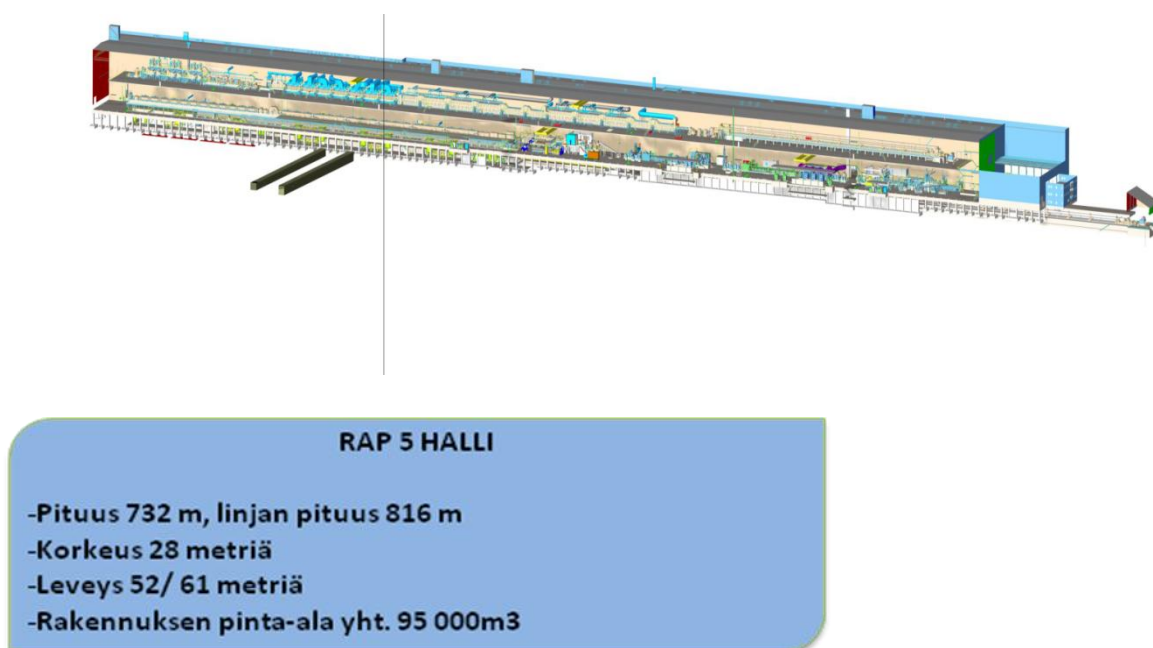 RAP 5 HALLI
-Pituus 732 m, linjan pituus 816 m
-Korkeus 28 metriä
-Leveys 52/ 61 metriä
-Rakennuksen pinta-ala yht. 95 000m3